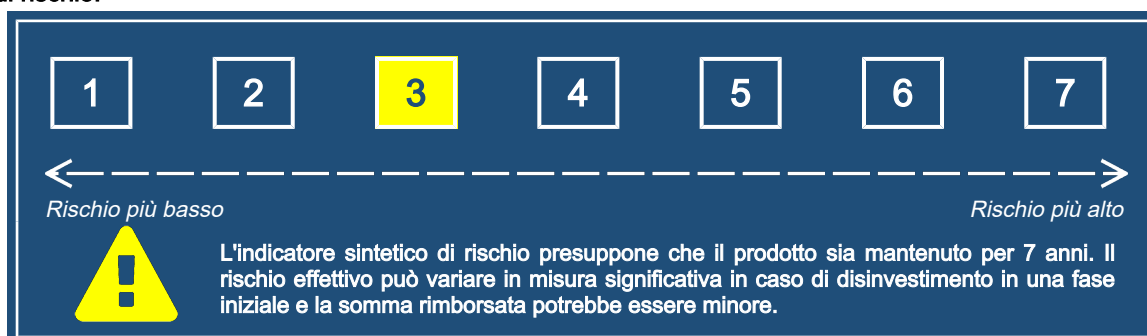 di rischio:
1 2 3 4 5 6 7
Rischio più basso Rischio più alto
L'indicatore sintetico di rischio presuppone che il prodotto sia mantenuto per 7 anni. Il
rischio effettivo può variare in misura significativa in caso di disinvestimento in una fase
iniziale e la somma rimborsata potrebbe essere minore.